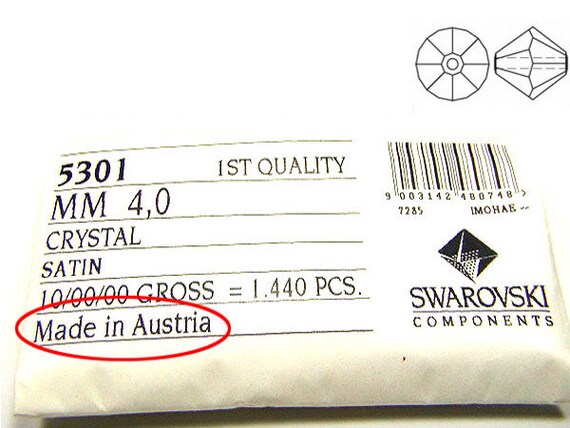 5301 1ST QUALITY
MM 4,0
CRYSTAL
SATIN
10/00/00 GROSS = 1.440 PCS.
Made in Austria
9 003142 480748 >
7285 IMOHAE --
SWAROVSKI
COMPONENTS